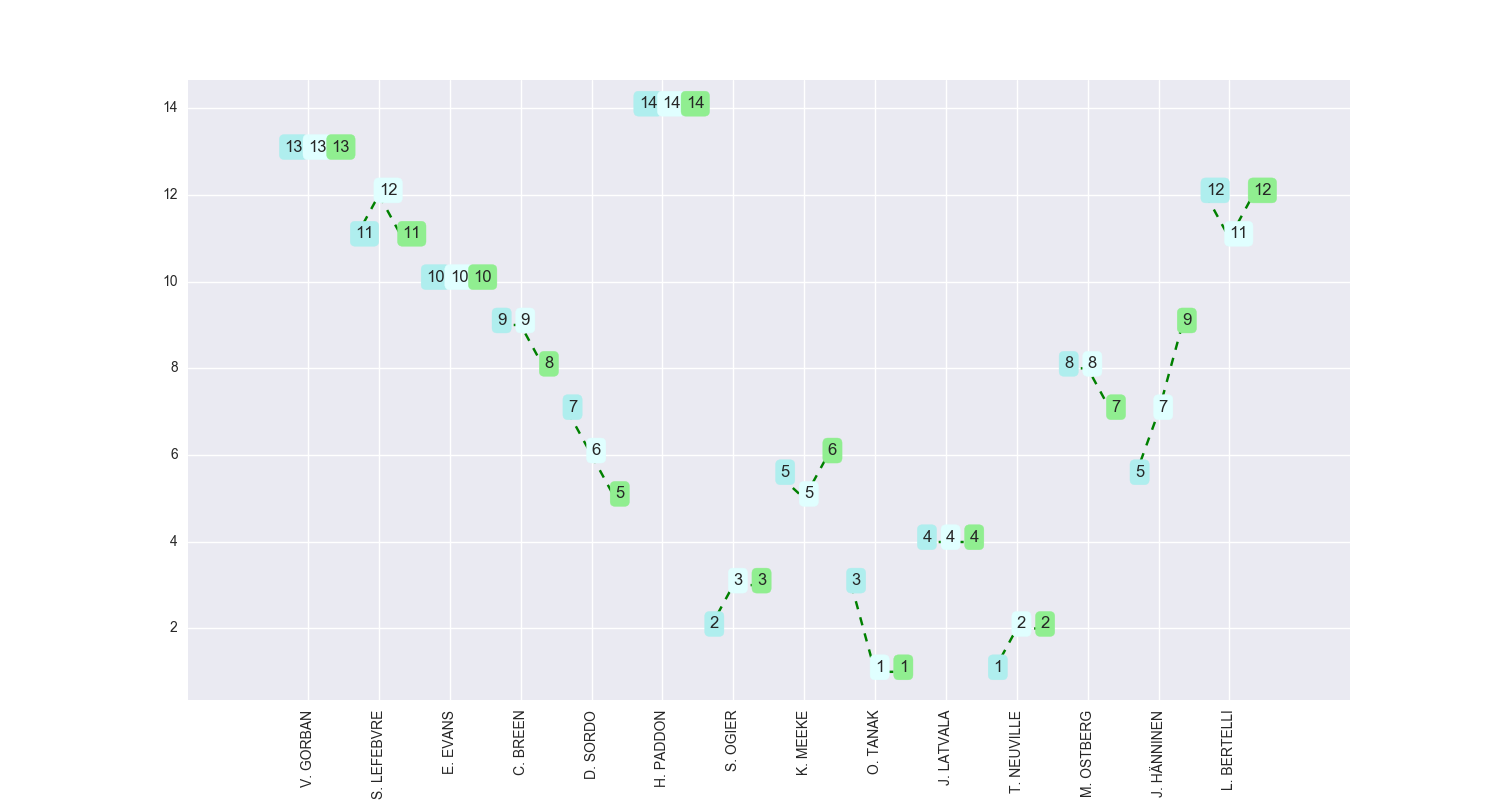 14
14 14 14
13 13 13
12
12
12 12
11 11
11
10
10 10 10
9 9
9
8
8
8 8
7
7
7
6
6
6
5
5
5
5
4
4 4 4
3 3
3
2
2
2 2
1 1
1
V. GORBAN
S. LEFEBVRE
E. EVANS
C. BREEN
D. SORDO
H. PADDON
S. OGIER
K. MEEKE
O. TANAK
J. LATVALA
T. NEUVILLE
M. OSTBERG
J. HÄNNINEN
L. BERTELLI